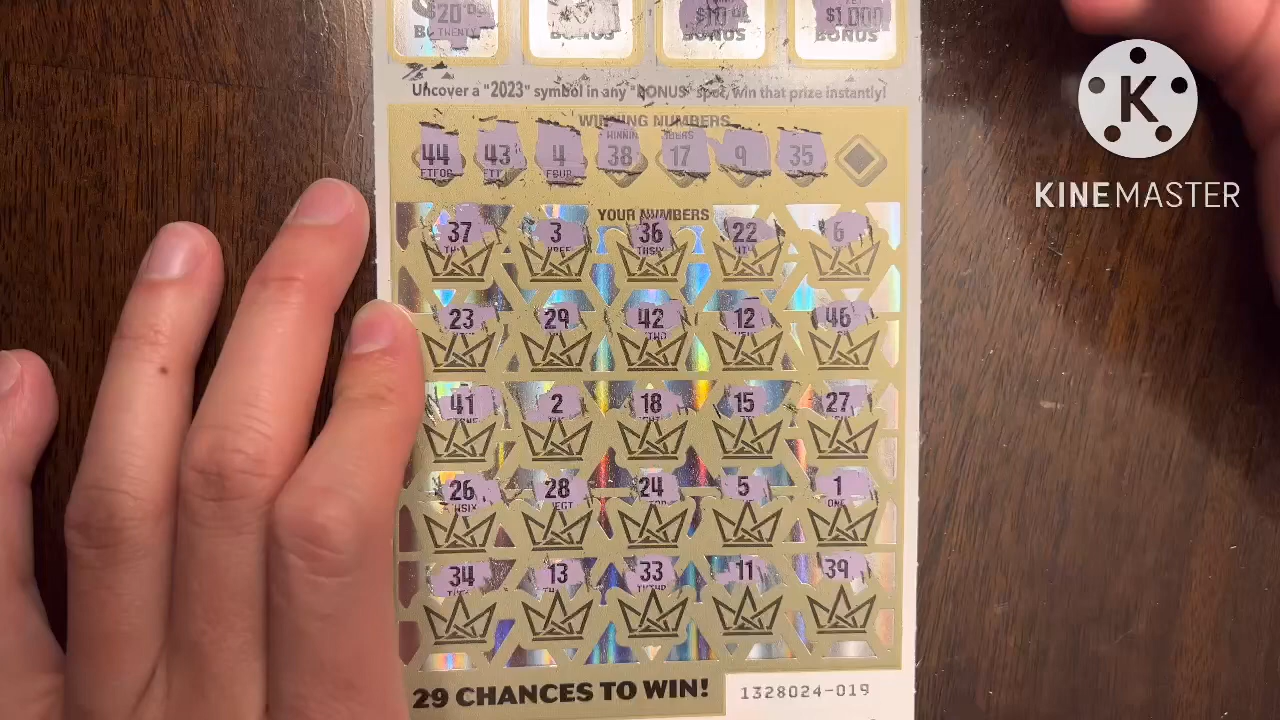 $20
TWENTY
$10
$1,000
BONUS BONUS BONUS
Uncover a "2023" symbol in any "BONUS" spot, win that prize instantly!
WINNING NUMBERS
44 43 4 38 17 9 35
YOUR NUMBERS
37 3 36 22 6
23 29 42 12 46
41 2 18 15 27
26 28 24 5 1
ONE
34 13 33 11 39
29 CHANCES TO WIN!
1328024-019
K
KINEMASTER